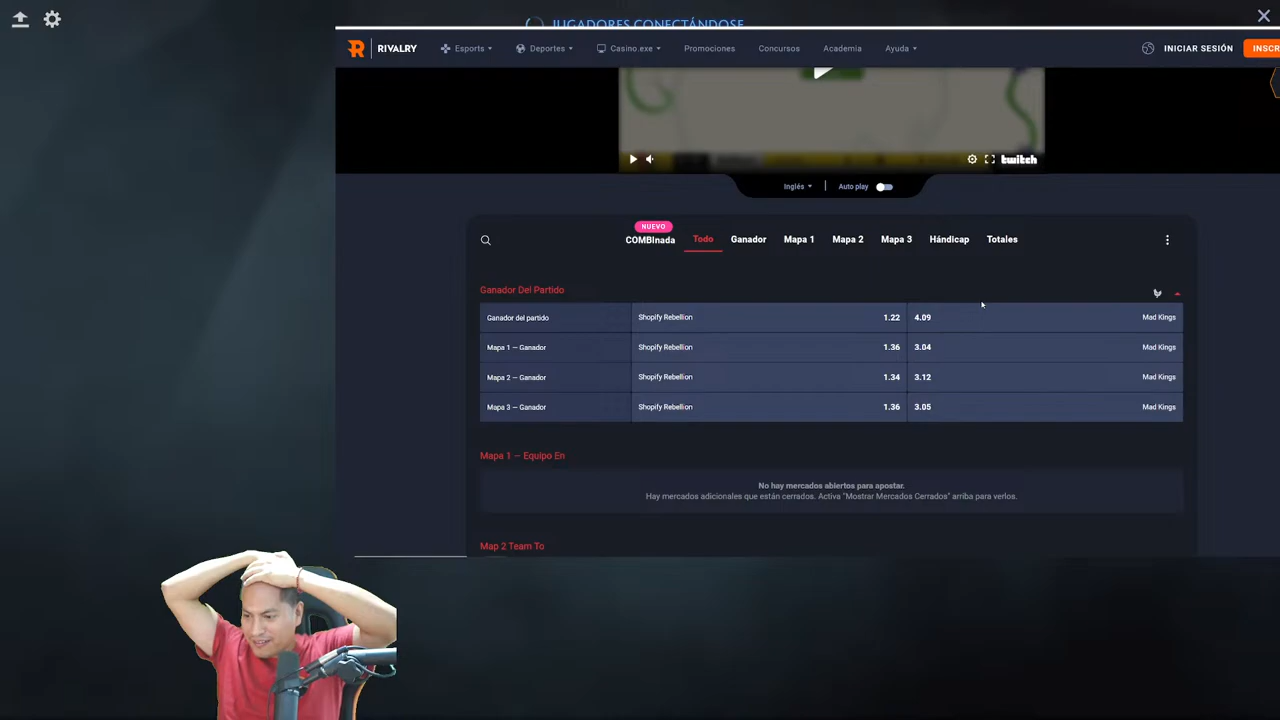 JUGADORES CONECTÁNDOSE
RIVALRY
Esports
Deportes
Casino.exe
Promociones
Concursos
Academia
Ayuda
INICIAR SESIÓN
INSCR
twitch
Inglés
Auto play
NUEVO
COMBInada
Todo
Ganador
Mapa 1
Mapa 2
Mapa 3
Hándicap
Totales
Ganador Del Partido
Ganador del partido Shopify Rebellion 1.22 4.09 Mad Kings
Mapa 1 — Ganador Shopify Rebellion 1.36 3.04 Mad Kings
Mapa 2 — Ganador Shopify Rebellion 1.34 3.12 Mad Kings
Mapa 3 — Ganador Shopify Rebellion 1.36 3.05 Mad Kings
Mapa 1 — Equipo En
No hay mercados abiertos para apostar.
Hay mercados adicionales que están cerrados. Activa "Mostrar Mercados Cerrados" arriba para verlos.
Map 2 Team To